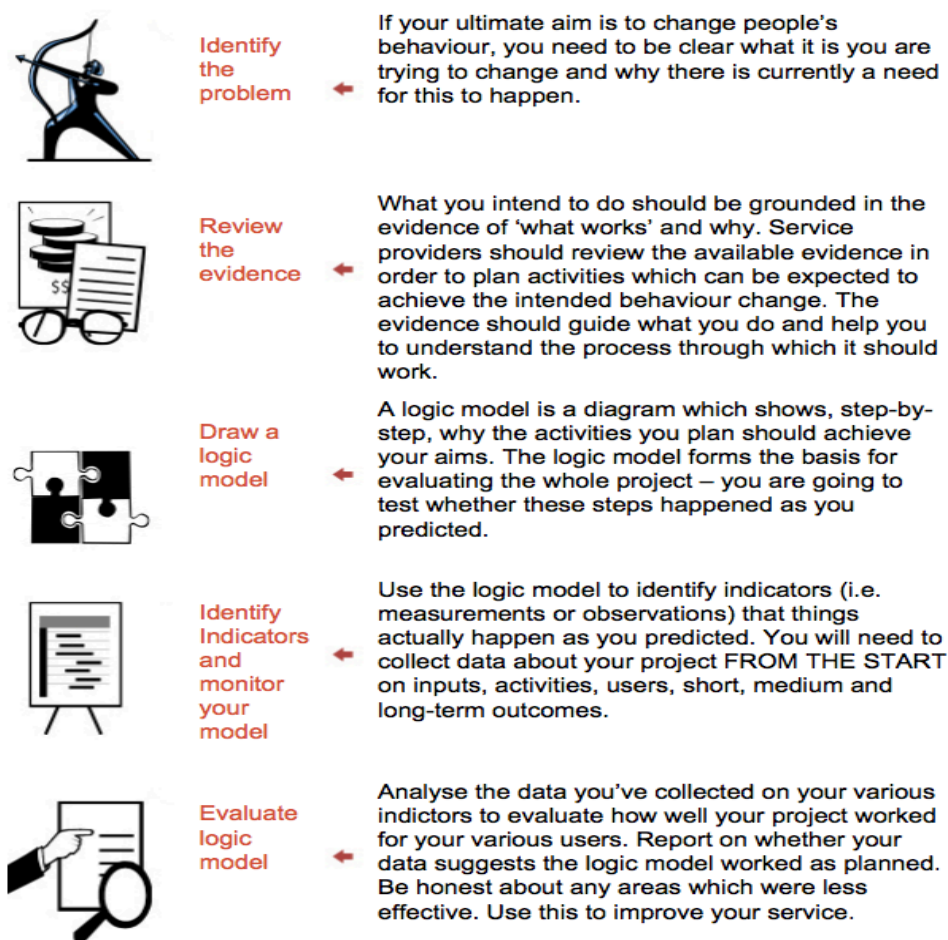 Identify
the
problem
If your ultimate aim is to change people's
behaviour, you need to be clear what it is you are
trying to change and why there is currently a need
for this to happen.
$$
Review
the
evidence
What you intend to do should be grounded in the
evidence of 'what works' and why. Service
providers should review the available evidence in
order to plan activities which can be expected to
achieve the intended behaviour change. The
evidence should guide what you do and help you
to understand the process through which it should
work.
Draw a
logic
model
A logic model is a diagram which shows, step-by-
step, why the activities you plan should achieve
your aims. The logic model forms the basis for
evaluating the whole project – you are going to
test whether these steps happened as you
predicted.
Identify
Indicators
and
monitor
your
model
Use the logic model to identify indicators (i.e.
measurements or observations) that things
actually happen as you predicted. You will need to
collect data about your project FROM THE START
on inputs, activities, users, short, medium and
long-term outcomes.
Evaluate
logic
model
Analyse the data you've collected on your various
indictors to evaluate how well your project worked
for your various users. Report on whether your
data suggests the logic model worked as planned.
Be honest about any areas which were less
effective. Use this to improve your service.